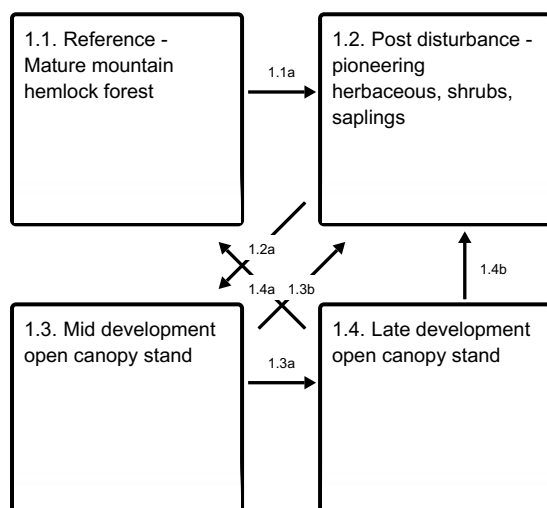 1.1. Reference -
Mature mountain
hemlock forest
1.1a
1.2. Post disturbance -
pioneering
herbaceous, shrubs,
saplings
1.2a
1.4a
1.3b
1.4b
1.3. Mid development
open canopy stand
1.3a
1.4. Late development
open canopy stand